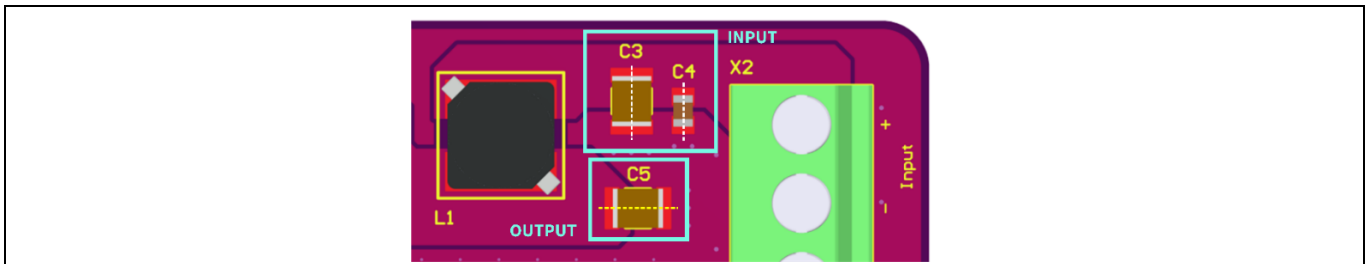 INPUT
C3
C4
X2
+
Input
-
C5
L1
OUTPUT